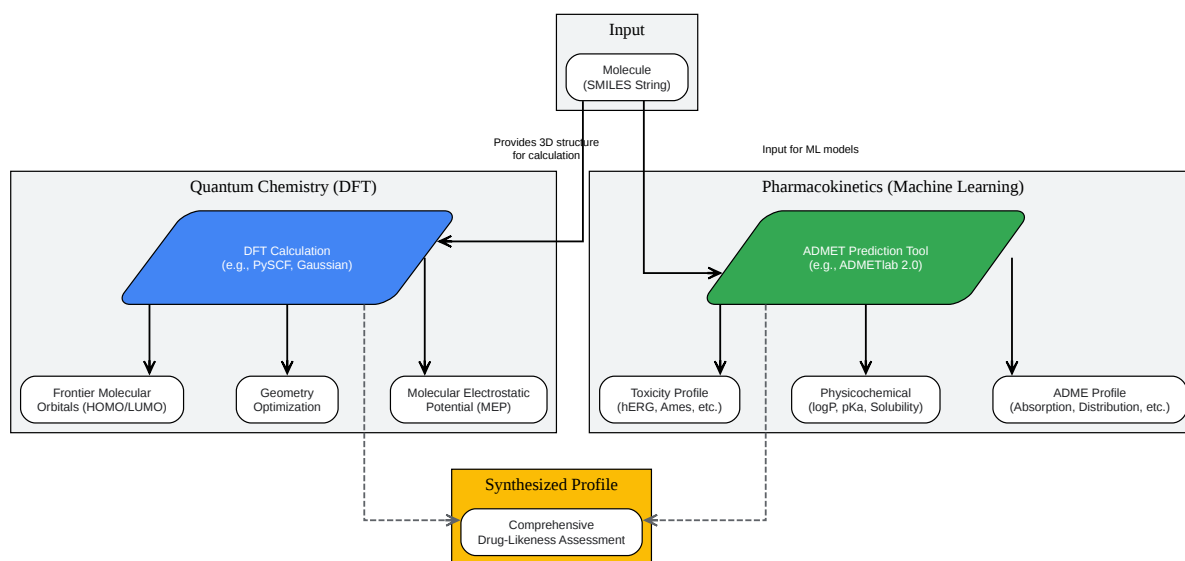 Input
Molecule
(SMILES String)
Provides 3D structure
for calculation
Input for ML models
Quantum Chemistry (DFT)
DFT Calculation
(e.g., PySCF, Gaussian)
Frontier Molecular
Orbitals (HOMO/LUMO)
Geometry
Optimization
Molecular Electrostatic
Potential (MEP)
Pharmacokinetics (Machine Learning)
ADMET Prediction Tool
(e.g., ADMETlab 2.0)
Toxicity Profile
(hERG, Ames, etc.)
Physicochemical
(logP, pKa, Solubility)
ADME Profile
(Absorption, Distribution, etc.)
Synthesized Profile
Comprehensive
Drug-Likeness Assessment